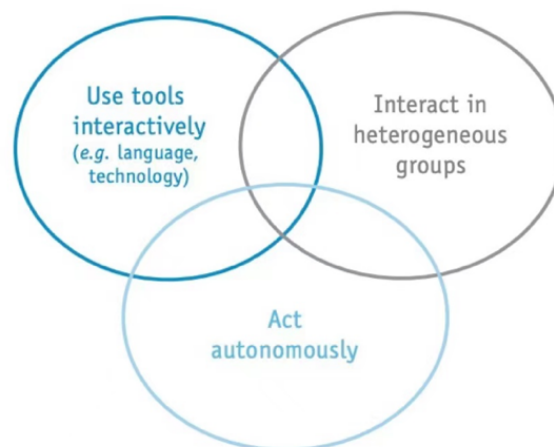 Use tools
interactively
(e.g. language,
technology)
Interact in
heterogeneous
groups
Act
autonomously